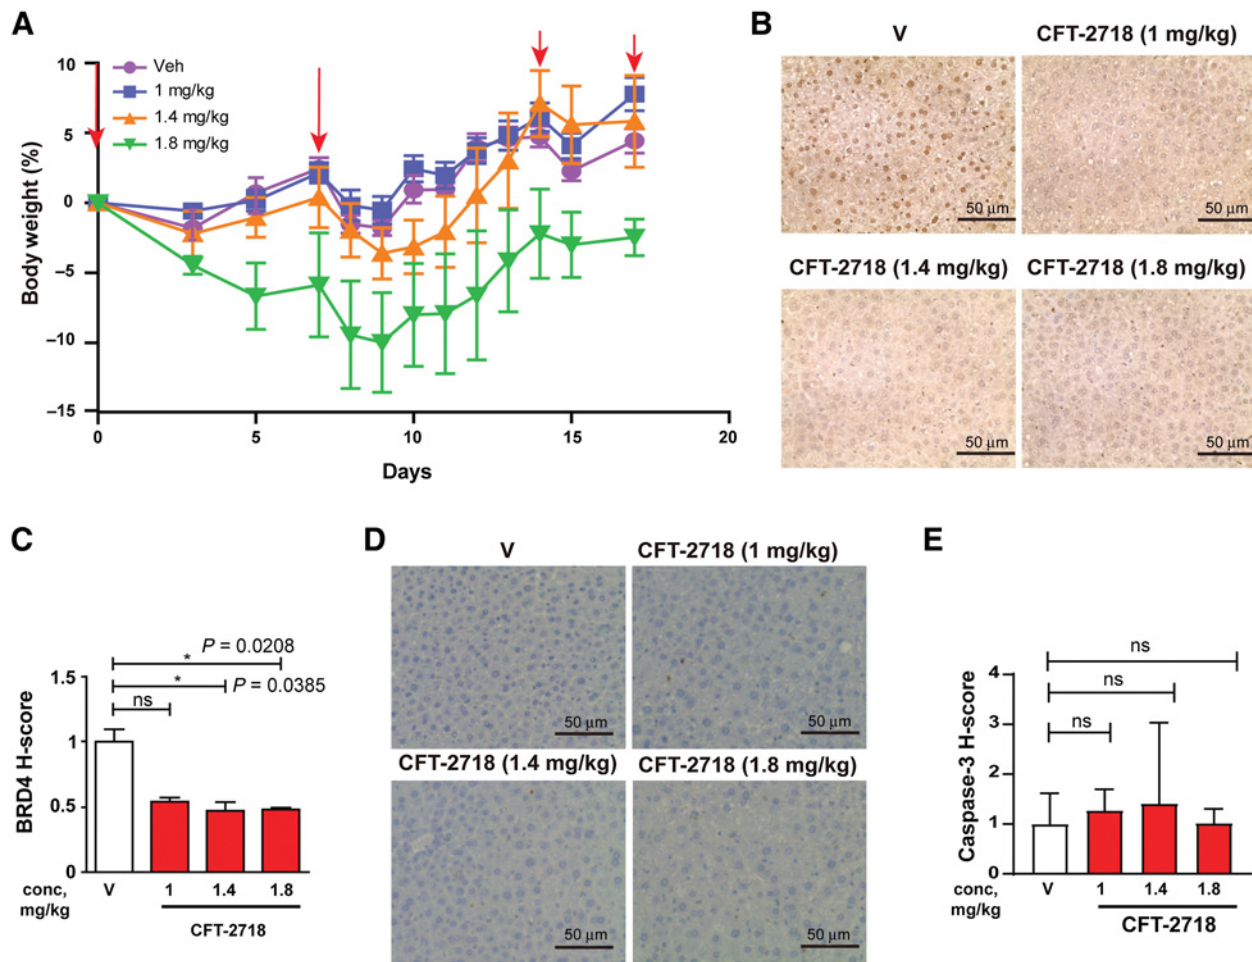 A
Body weight (%)
10
5
0
−5
−10
−15
Veh
1 mg/kg
1.4 mg/kg
1.8 mg/kg
0
5
10
15
20
Days
B
V
CFT-2718 (1 mg/kg)
50 μm
50 μm
CFT-2718 (1.4 mg/kg)
CFT-2718 (1.8 mg/kg)
50 μm
50 μm
C
P = 0.0208
*
* P = 0.0385
ns
BRD4 H-score
1.5
1
0.5
0
conc,
mg/kg
V
1
1.4
1.8
CFT-2718
D
V
CFT-2718 (1 mg/kg)
50 μm
50 μm
CFT-2718 (1.4 mg/kg)
CFT-2718 (1.8 mg/kg)
50 μm
50 μm
E
ns
ns
ns
Caspase-3 H-score
4
3
2
1
0
conc,
mg/kg
V
1
1.4
1.8
CFT-2718